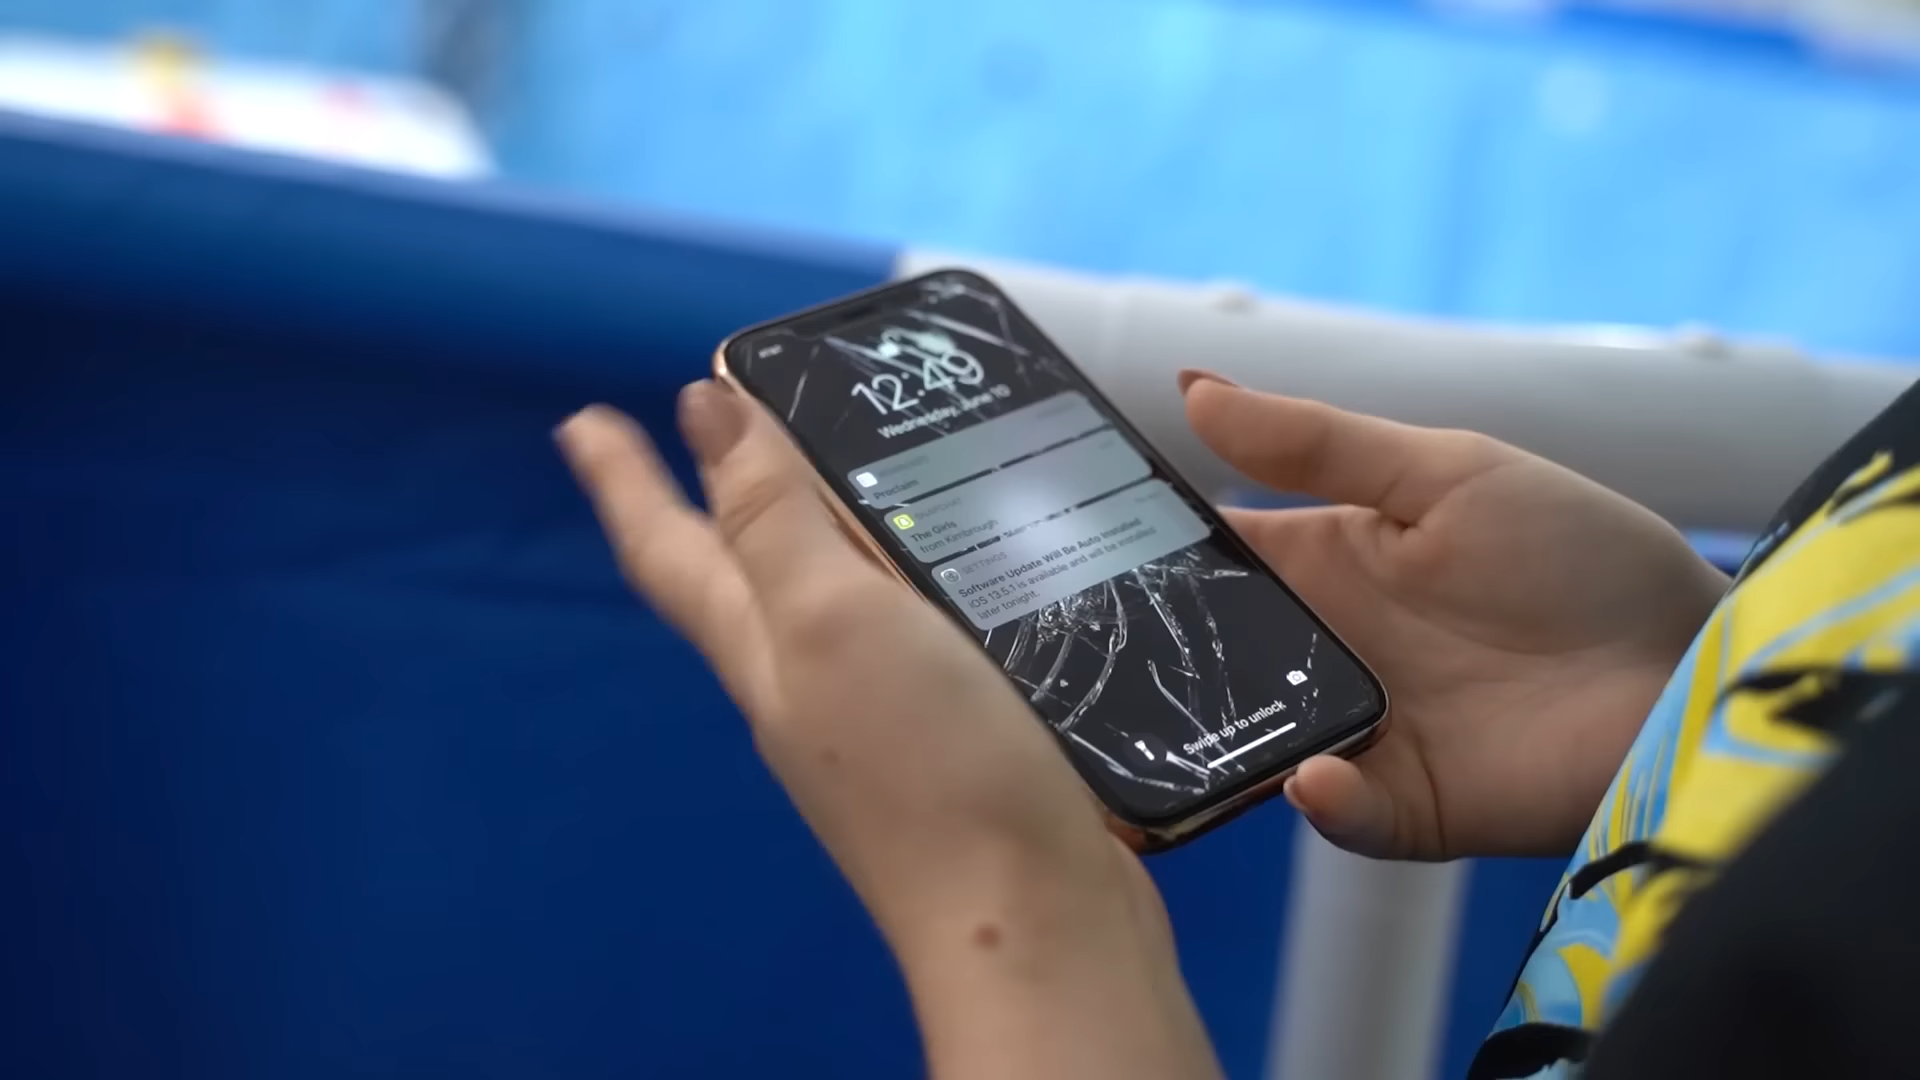 12:49
Wednesday, June 10
Proclaim
SNAPCHAT
The Girls
from Kimbrough
SETTINGS
Software Update Will Be Auto Installed
iOS 13.5.1 is available and will be installed
later tonight.
Swipe up to unlock